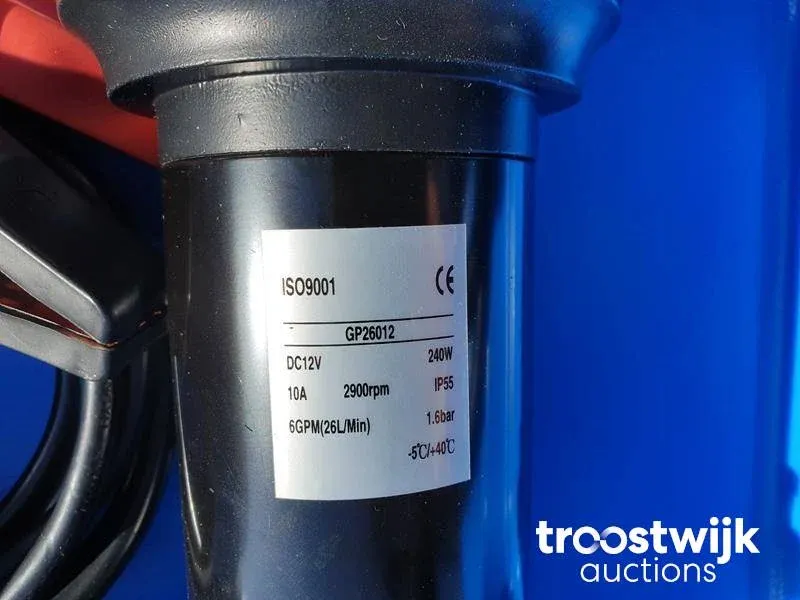 ISO9001 CE
- GP26012
DC12V 240W
10A 2900rpm IP55
6GPM(26L/Min) 1.6bar
-5℃/+40℃
troostwijk
auctions